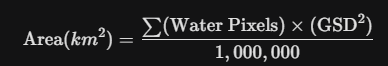 Area(km²) = ∑(Water Pixels) × (GSD²) / 1,000,000